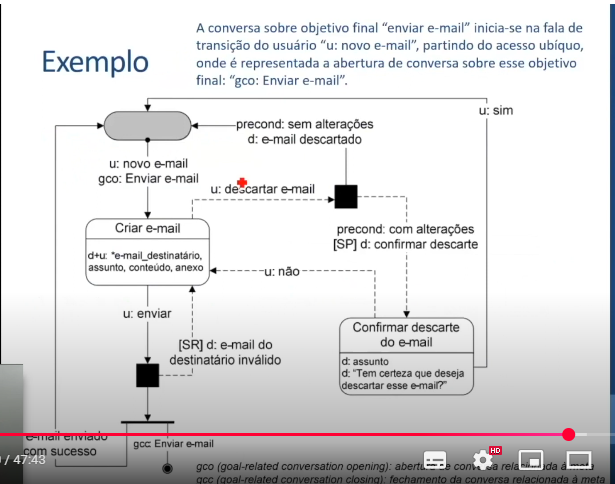 A conversa sobre objetivo final “enviar e-mail” inicia-se na fala de
transição do usuário “u: novo e-mail”, partindo do acesso ubíquo,
onde é representada a abertura de conversa sobre esse objetivo
final: “gco: Enviar e-mail”.
Exemplo
u: sim
precond: sem alterações
d: e-mail descartado
u: novo e-mail
gco: Enviar e-mail
u: descartar e-mail
Criar e-mail
d+u: *e-mail_destinatário,
assunto, conteúdo, anexo
precond: com alterações
[SP] d: confirmar descarte
u: não
u: enviar
[SR] d: e-mail do
destinatário inválido
Confirmar descarte
do e-mail
d: assunto
d: “Tem certeza que deseja
descartar esse e-mail?”
e-mail enviado
com sucesso
gcc: Enviar e-mail
/ 47:43
HD
gco (goal-related conversation opening): abertura de conversa relacionada à meta
gcc (goal-related conversation closing): fechamento da conversa relacionada à meta